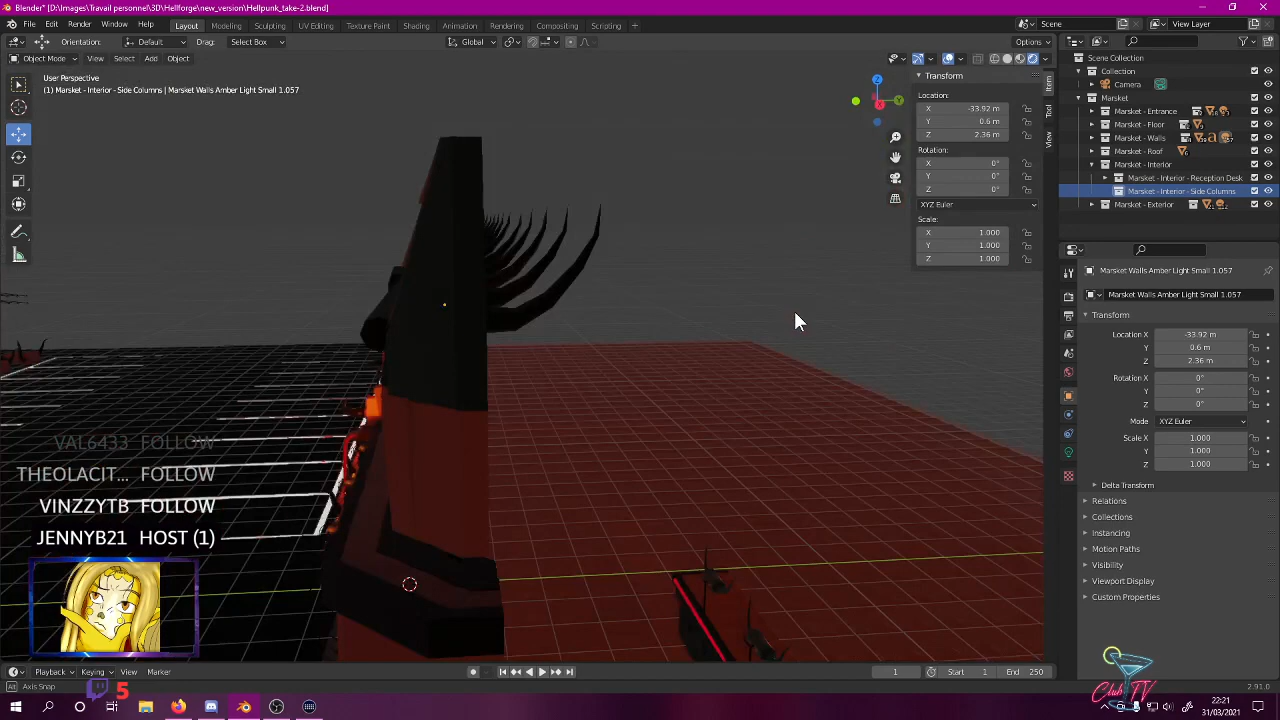 Blender* [D:\Images\Travail personnel\3D\Hellforge\new_version\Hellpunk_take-2.blend]
File Edit Render Window Help Layout Modeling Sculpting UV Editing Texture Paint Shading Animation Rendering Compositing Scripting + Scene View Layer
Orientation: Default Drag: Select Box Global Options
Object Mode View Select Add Object
User Perspective
(1) Marsket - Interior - Side Columns | Marsket Walls Amber Light Small 1.057
Transform
Location:
X -33.92 m
Y 0.6 m
Z 2.36 m
Rotation:
X 0°
Y 0°
Z 0°
XYZ Euler
Scale:
X 1.000
Y 1.000
Z 1.000
Item
Tool
View
Z
Y
Scene Collection
Collection
Camera
Marsket
Marsket - Entrance
Marsket - Floor
Marsket - Walls
Marsket - Roof
Marsket - Interior
Marsket - Interior - Reception Desk
Marsket - Interior - Side Columns
Marsket - Exterior
Marsket Walls Amber Light Small 1.057
Marsket Walls Amber Light Small 1.057
Transform
Location X -33.92 m
Y 0.6 m
Z 2.36 m
Rotation X 0°
Y 0°
Z 0°
Mode XYZ Euler
Scale X 1.000
Y 1.000
Z 1.000
Delta Transform
Relations
Collections
Instancing
Motion Paths
Visibility
Viewport Display
Custom Properties
VAL6433 FOLLOW
THEOLACIT... FOLLOW
VINZZYTB FOLLOW
JENNYB21 HOST (1)
Playback Keying View Marker 1 Start 1 End 250
Alt Axis Snap 2.91.0
5
Club TV
22:21
31/03/2021